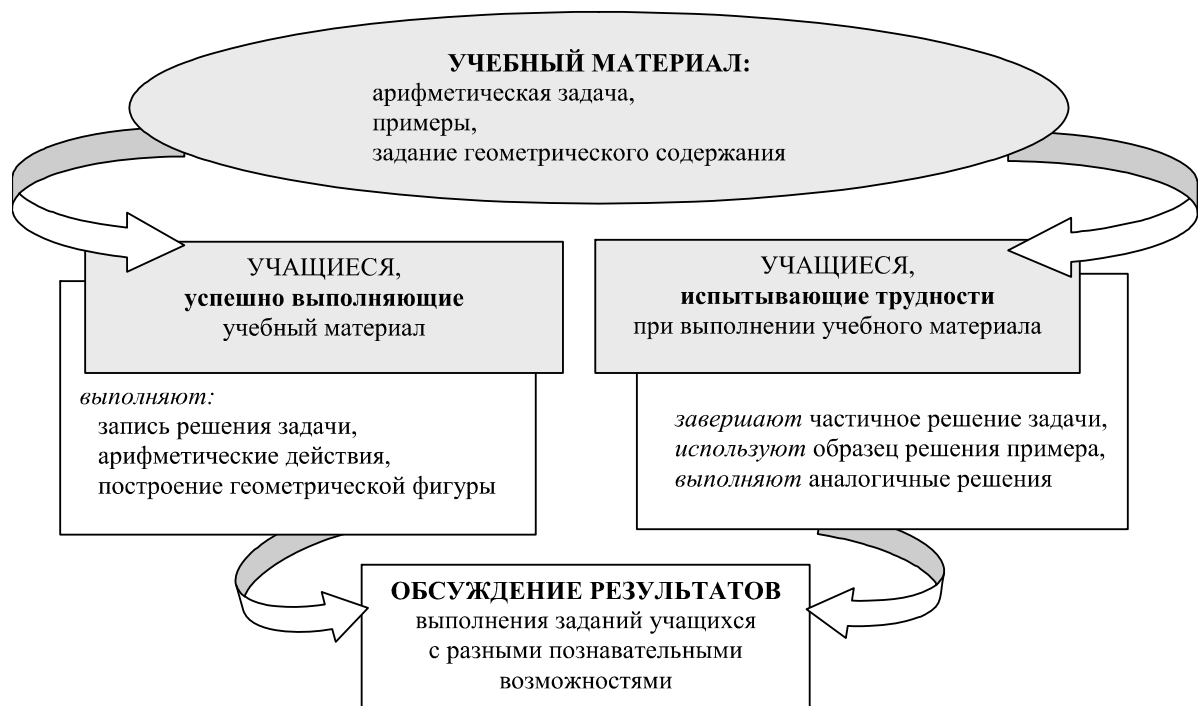 УЧЕБНЫЙ МАТЕРИАЛ:
арифметическая задача,
примеры,
задание геометрического содержания
УЧАЩИЕСЯ,
успешно выполняющие
учебный материал
выполняют:
запись решения задачи,
арифметические действия,
построение геометрической фигуры
УЧАЩИЕСЯ,
испытывающие трудности
при выполнении учебного материала
завершают частичное решение задачи,
используют образец решения примера,
выполняют аналогичные решения
ОБСУЖДЕНИЕ РЕЗУЛЬТАТОВ
выполнения заданий учащихся
с разными познавательными
возможностями